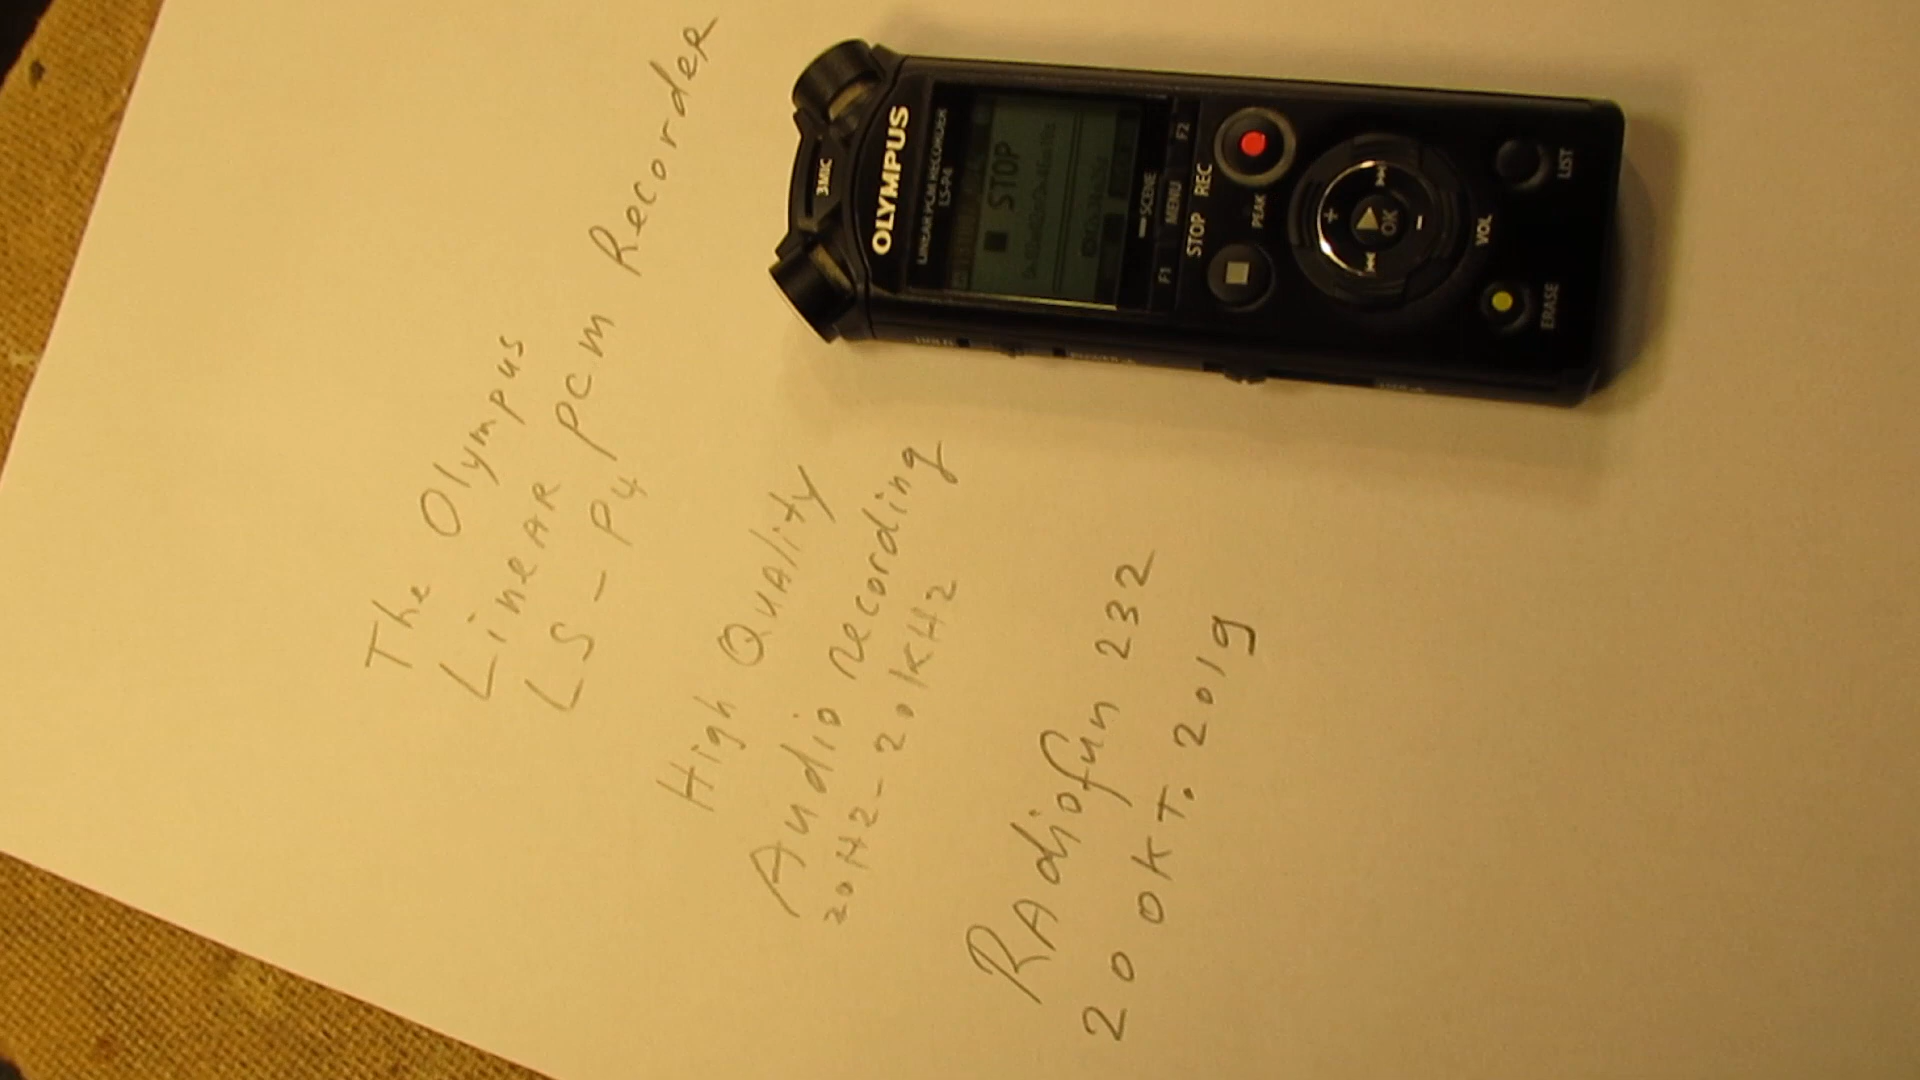 The Olympus
Linear PCM Recorder
LS-P4
High Quality
Audio recording
20Hz-20kHz
Radiofun 232
20 okt. 2019
3MIC
OLYMPUS
LINEAR PCM RECORDER
LS-P4
STOP
SCENE
F1 MENU F2
STOP REC
PEAK
+
OK
-
VOL
ERASE LIST